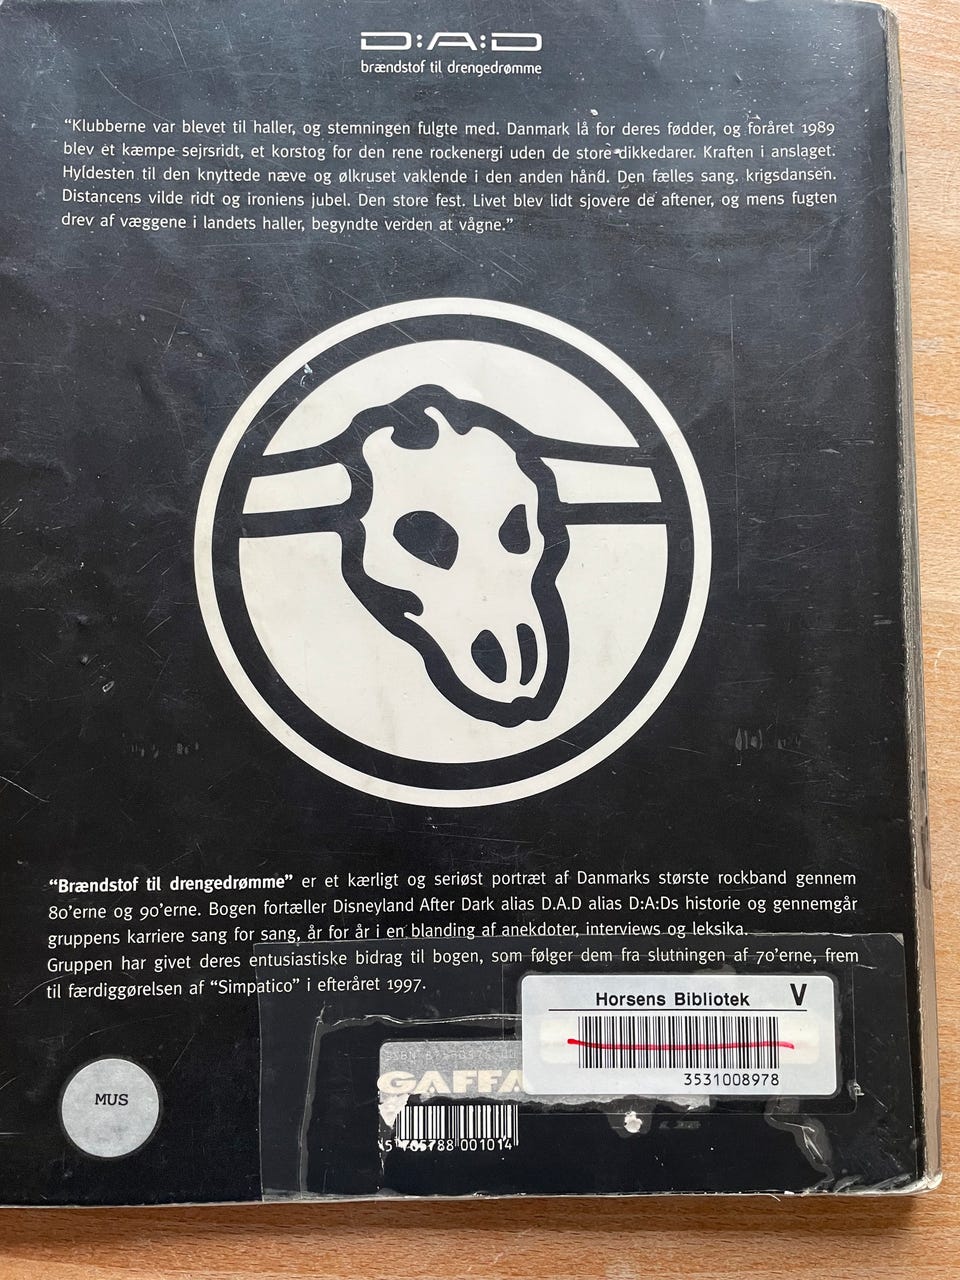 D:A:D
brændstof til drengedrømme
“Klubberne var blevet til haller, og stemningen fulgte med. Danmark lå for deres fødder, og foråret 1989
blev et kæmpe sejrsridt, et korstog for den rene rockenergi uden de store dikkedarer. Kraften i anslaget.
Hyldesten til den knyttede næve og ølkruset vaklende i den anden hånd. Den fælles sang. krigsdansen.
Distancens vilde ridt og ironiens jubel. Den store fest. Livet blev lidt sjovere de aftener, og mens fugten
drev af væggene i landets haller, begyndte verden at vågne.”
“Brændstof til drengedrømme” er et kærligt og seriøst portræt af Danmarks største rockband gennem
80’erne og 90’erne. Bogen fortæller Disneyland After Dark alias D.A.D alias D:A:Ds historie og gennemgår
gruppens karriere sang for sang, år for år i en blanding af anekdoter, interviews og leksika.
Gruppen har givet deres entusiastiske bidrag til bogen, som følger dem fra slutningen af 70’erne, frem
til færdiggørelsen af “Simpatico” i efteråret 1997.
Horsens Bibliotek V
3531008978
MUS
ISBN
GAFFA
5 705788 001014